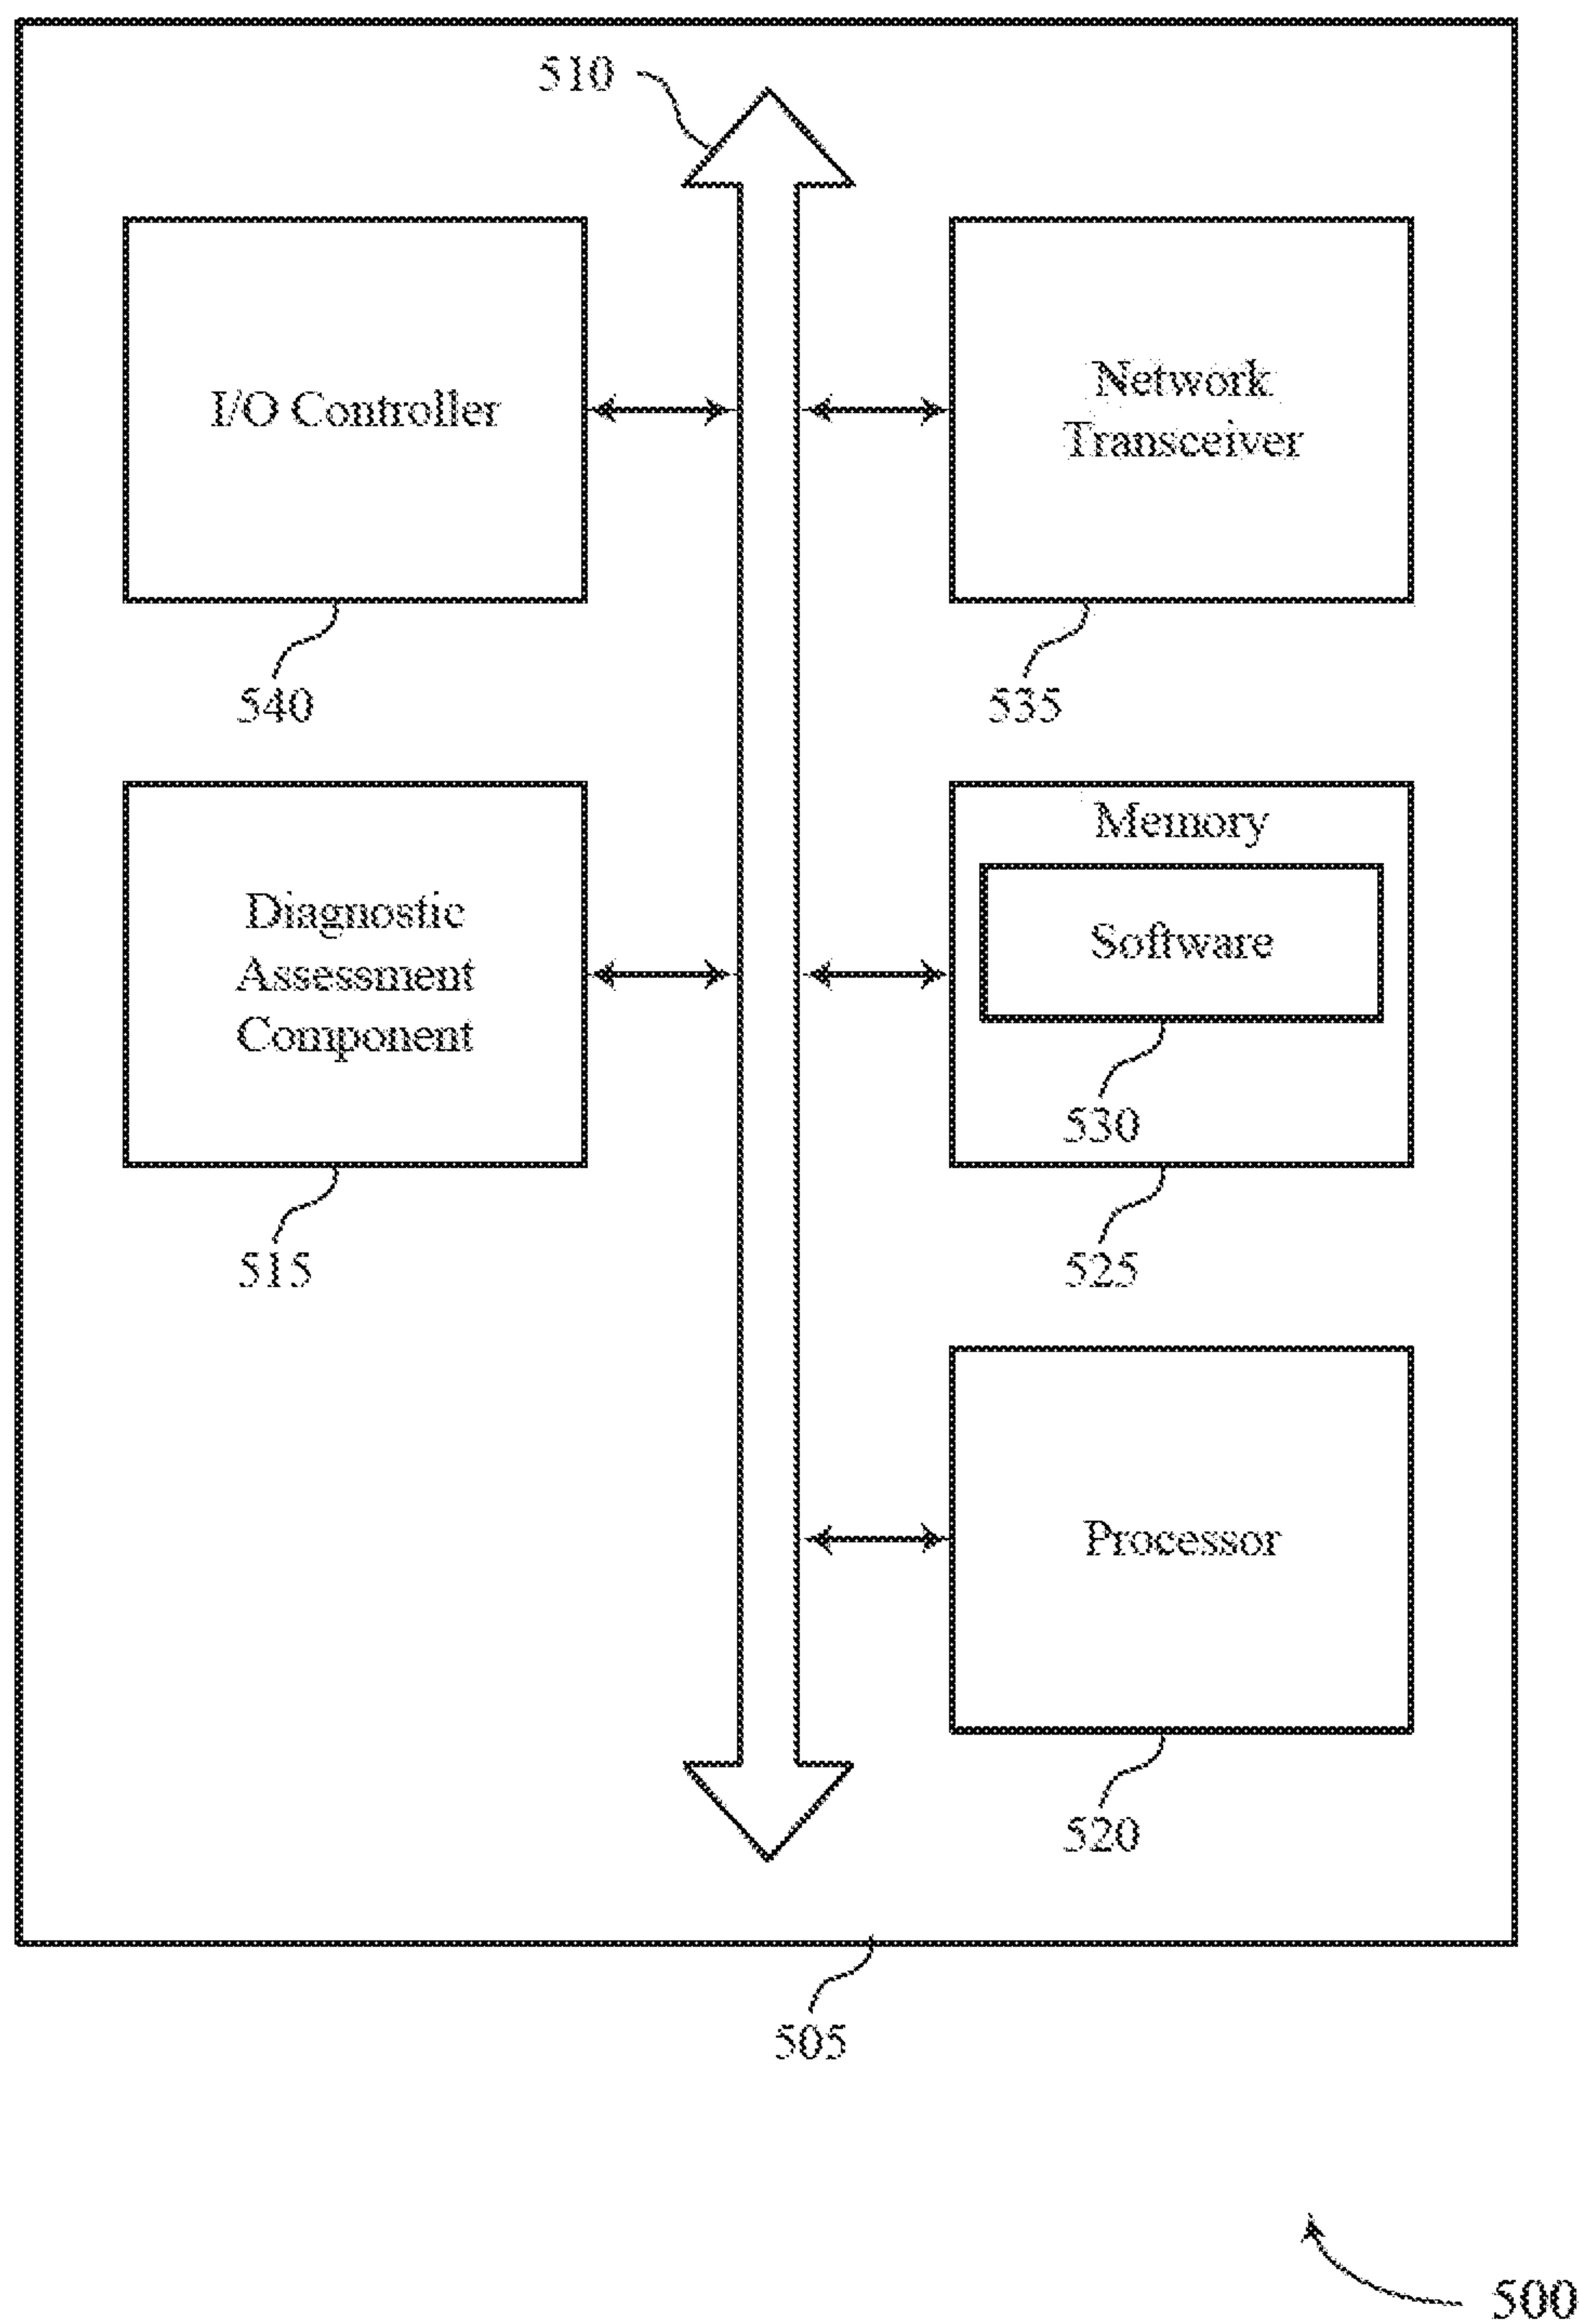 510
I/O Controller
Network
Transceiver
540
535
Diagnostic
Assessment
Component
Memory
Software
530
515
525
Processor
520
505
500